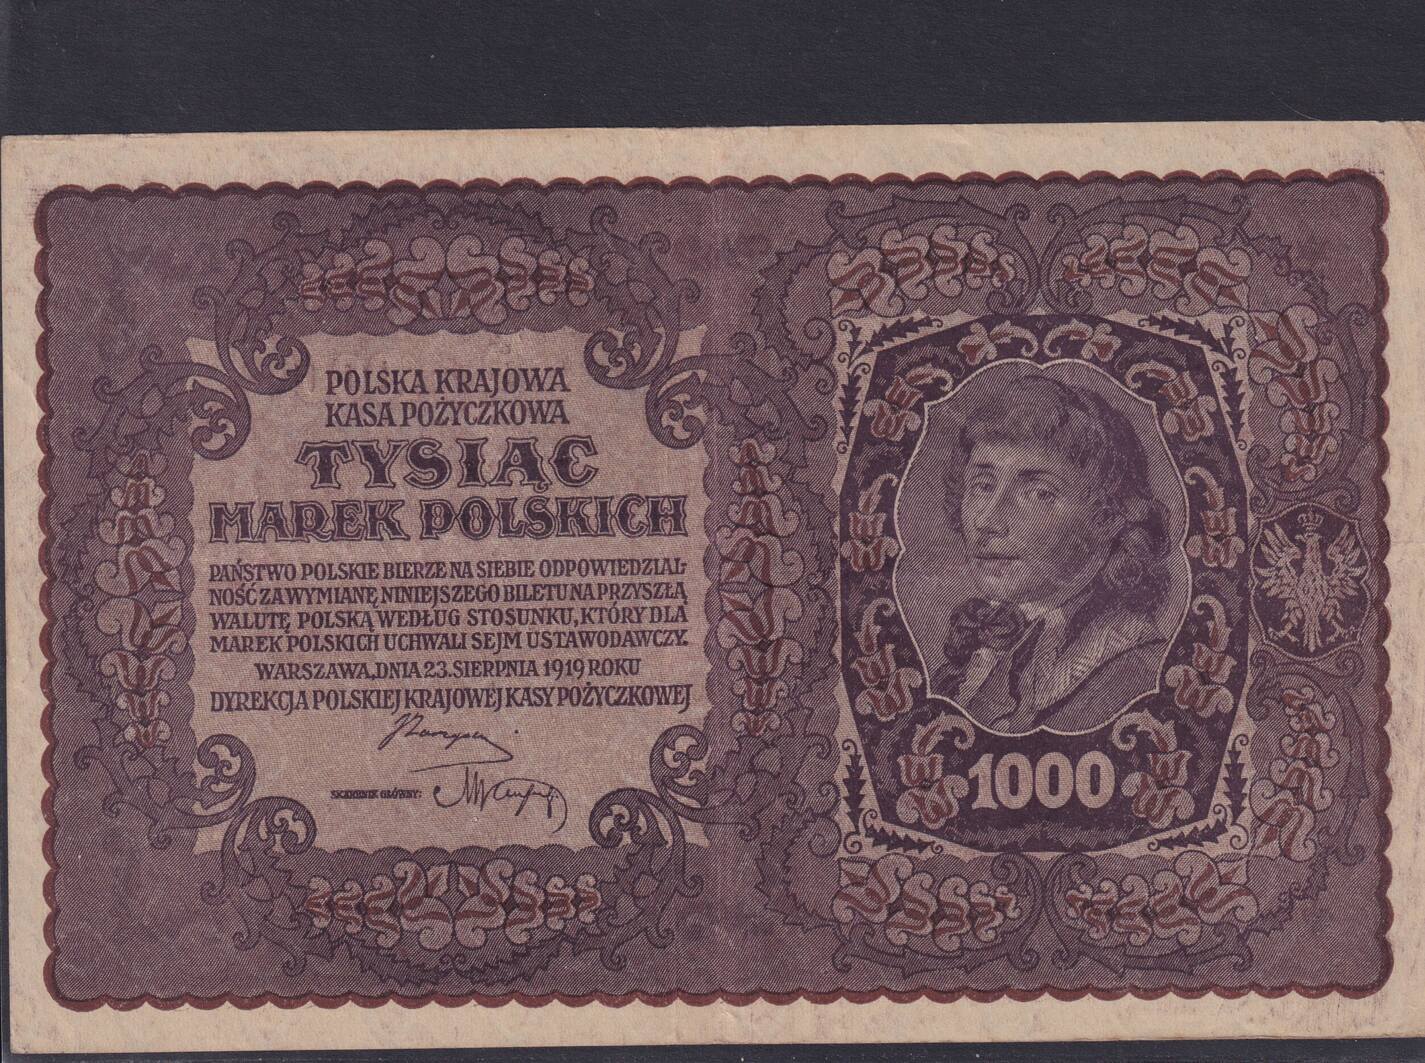 POLSKA KRAJOWA
KASA POŻYCZKOWA
TYSIĄC
MAREK POLSKICH
PAŃSTWO POLSKIE BIERZE NA SIEBIE ODPOWIEDZIAL-
NOŚĆ ZA WYMIANĘ NINIEJSZEGO BILETU NA PRZYSZŁĄ
WALUTĘ POLSKĄ WEDŁUG STOSUNKU, KTÓRY DLA
MAREK POLSKICH UCHWALI SEJM USTAWODAWCZY.
WARSZAWA, DNIA 23. SIERPNIA 1919 ROKU
DYREKCJA POLSKIEJ KRAJOWEJ KASY POŻYCZKOWEJ
SKARBNIK GŁÓWNY:
1000